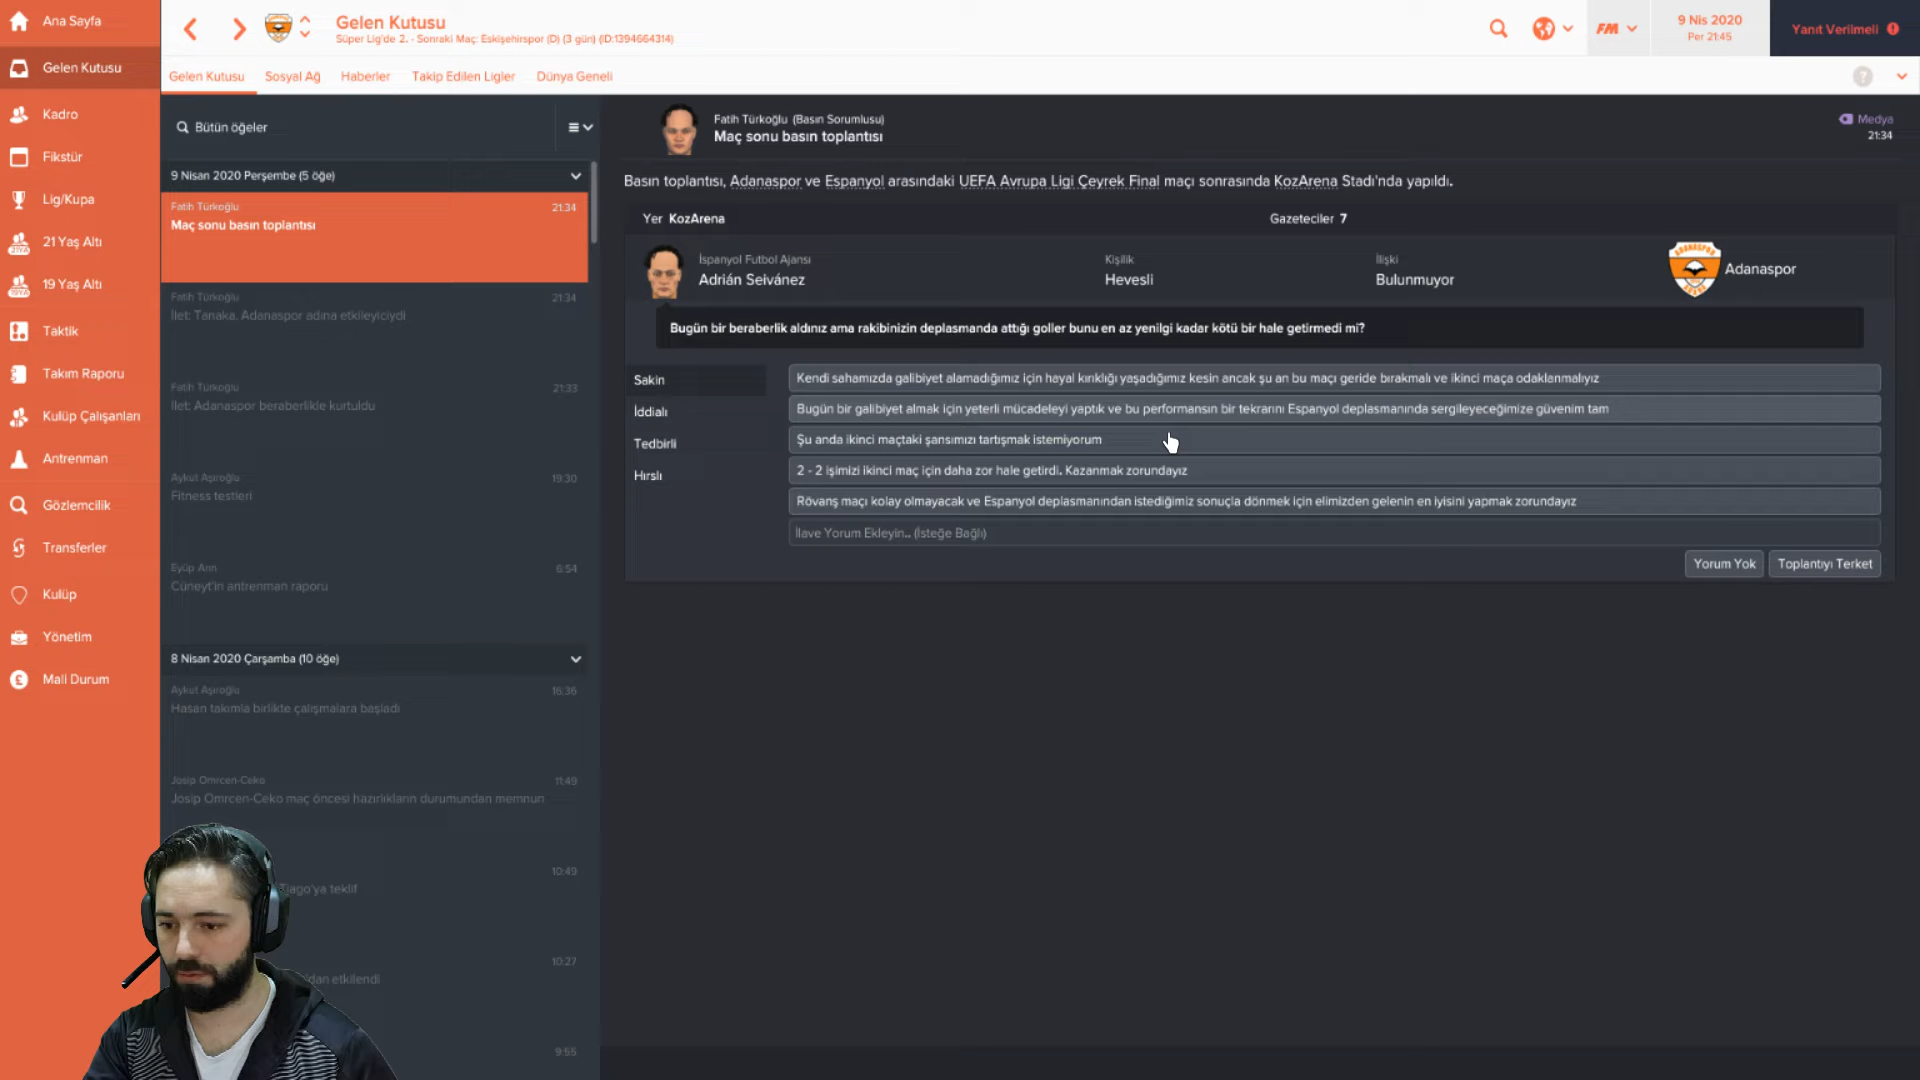 Ana Sayfa
Gelen Kutusu
Kadro
Fikstür
Lig/Kupa
21 Yaş Altı
19 Yaş Altı
Taktik
Takım Raporu
Kulüp Çalışanları
Antrenman
Gözlemcilik
Transferler
Kulüp
Yönetim
Mali Durum
Gelen Kutusu
Süper Lig'de 2. - Sonraki Maç: Eskişehirspor (D) (3 gün) (ID:1394664314)
FM
9 Nis 2020
Per 21:45
Yanıt Verilmeli
Gelen Kutusu
Sosyal Ağ
Haberler
Takip Edilen Ligler
Dünya Geneli
Bütün öğeler
9 Nisan 2020 Perşembe (5 öğe)
Fatih Türkoğlu 21:34
Maç sonu basın toplantısı
Fatih Türkoğlu 21:34
İlet: Tanaka, Adanaspor adına etkileyiciydi
Fatih Türkoğlu 21:33
İlet: Adanaspor beraberlikle kurtuldu
Aykut Aşıroğlu 19:30
Fitness testleri
Eyüp Arın 6:54
Cüneyt'in antrenman raporu
8 Nisan 2020 Çarşamba (10 öğe)
Aykut Aşıroğlu 16:36
Hasan takımla birlikte çalışmalara başladı
Josip Omrcen-Ceko 11:49
Josip Omrcen-Ceko maç öncesi hazırlıkların durumundan memnun
10:49
Tiago'ya teklif
10:27
'dan etkilendi
9:55
Fatih Türkoğlu (Basın Sorumlusu)
Maç sonu basın toplantısı
Medya
21:34
Basın toplantısı, Adanaspor ve Espanyol arasındaki UEFA Avrupa Ligi Çeyrek Final maçı sonrasında KozArena Stadı'nda yapıldı.
Yer KozArena
Gazeteciler 7
İspanyol Futbol Ajansı
Adrián Seivánez
Kişilik
Hevesli
İlişki
Bulunmuyor
Adanaspor
Bugün bir beraberlik aldınız ama rakibinizin deplasmanda attığı goller bunu en az yenilgi kadar kötü bir hale getirmedi mi?
Sakin
İddialı
Tedbirli
Hırslı
Kendi sahamızda galibiyet alamadığımız için hayal kırıklığı yaşadığımız kesin ancak şu an bu maçı geride bırakmalı ve ikinci maça odaklanmalıyız
Bugün bir galibiyet almak için yeterli mücadeleyi yaptık ve bu performansın bir tekrarını Espanyol deplasmanında sergileyeceğimize güvenim tam
Şu anda ikinci maçtaki şansımızı tartışmak istemiyorum
2 - 2 işimizi ikinci maç için daha zor hale getirdi. Kazanmak zorundayız
Rövanş maçı kolay olmayacak ve Espanyol deplasmanından istediğimiz sonuçla dönmek için elimizden gelenin en iyisini yapmak zorundayız
İlave Yorum Ekleyin... (İsteğe Bağlı)
Yorum Yok
Toplantıyı Terket